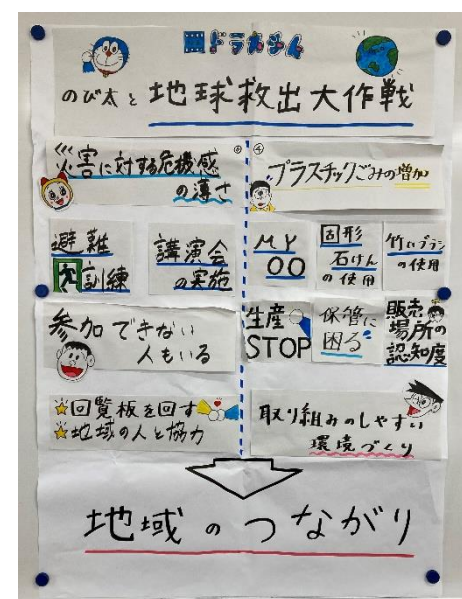 ドラえもん
のび太と地球救出大作戦
災害に対する危機感
の薄さ
避難
訓練
講演会
の実施
参加できない
人もいる
☆回覧板を回す
☆地域の人と協力
プラスチックごみの増加
MY
〇〇
固形
石けん
の使用
竹歯ブラシ
の使用
生産
STOP
保管に
困る
販売
場所の
認知度
取り組みのしやすい
環境づくり
地域のつながり